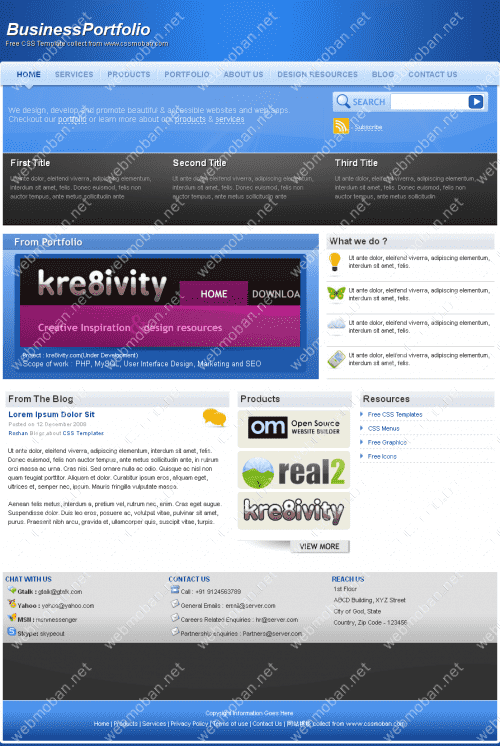 BusinessPortfolio
Free CSS Template collect from www.cssmoban.com
HOME SERVICES PRODUCTS PORTFOLIO ABOUT US DESIGN RESOURCES BLOG CONTACT US
We design, develop and promote beautiful & accessible websites and web apps.
Checkout our portfolio or learn more about our products & services
SEARCH
Subscribe
First Title
Ut ante dolor, eleifend viverra, adipiscing elementum,
interdum sit amet, felis. Donec euismod, felis non
auctor tempus, ante metus sollicitudin ante
Second Title
Ut ante dolor, eleifend viverra, adipiscing elementum,
interdum sit amet, felis. Donec euismod, felis non
auctor tempus, ante metus sollicitudin ante
Third Title
Ut ante dolor, eleifend viverra, adipiscing elementum,
interdum sit amet, felis. Donec euismod, felis non
auctor tempus, ante metus sollicitudin
From Portfolio
kre8ivity
HOME DOWNLOA
Creative Inspiration & design resources
Project : kre8ivity.com(Under Development)
Scope of work : PHP, MySQL, User Interface Design, Marketing and SEO
What we do ?
Ut ante dolor, eleifend viverra, adipiscing elementum,
interdum sit amet, felis.
Ut ante dolor, eleifend viverra, adipiscing elementum,
interdum sit amet, felis.
Ut ante dolor, eleifend viverra, adipiscing elementum,
interdum sit amet, felis.
Ut ante dolor, eleifend viverra, adipiscing elementum,
interdum sit amet, felis.
From The Blog
Lorem Ipsum Dolor Sit
Posted on 12 December 2008
Roshan Blogs about CSS Templates
Ut ante dolor, eleifend viverra, adipiscing elementum, interdum sit amet, felis.
Donec euismod, felis non auctor tempus, ante metus sollicitudin ante, in rutrum
orci massa ac urna. Cras nisi. Sed ornare nulla ac odio. Quisque ac nisl non
quam feugiat porttitor. Aliquam et dolor. Curabitur ipsum eros, aliquam eget,
ultrices et, semper nec, ipsum. Mauris fringilla vulputate massa.
Aenean felis metus, interdum a, pretium vel, rutrum nec, enim. Cras eget augue.
Suspendisse dolor. Duis leo eros, posuere ac, volutpat vitae, pulvinar sit amet,
purus. Praesent nibh arcu, gravida et, ullamcorper quis, suscipit vitae, turpis.
Products
om Open Source
WEBSITE BUILDER
real2
kre8ivity
VIEW MORE
Resources
Free CSS Templates
CSS Menus
Free Graphics
Free Icons
CHAT WITH US
Gtalk : gtalk@gtalk.com
Yahoo : yahoo@yahoo.com
MSN : msnmessenger
Skype: skypeout
CONTACT US
Call : +91 9124563789
General Emails : email@server.com
Careers Related Enquiries : hr@server.com
Partnership enquiries : Partners@server.com
REACH US
1st Floor
ABCD Building, XYZ Street
City of God, State
Country, Zip Code - 123456
Copyright Information Goes Here
Home | Products | Services | Privacy Policy | Terms of use | Contact Us | 网站模板 collect from www.cssmoban.com
webmoban.net